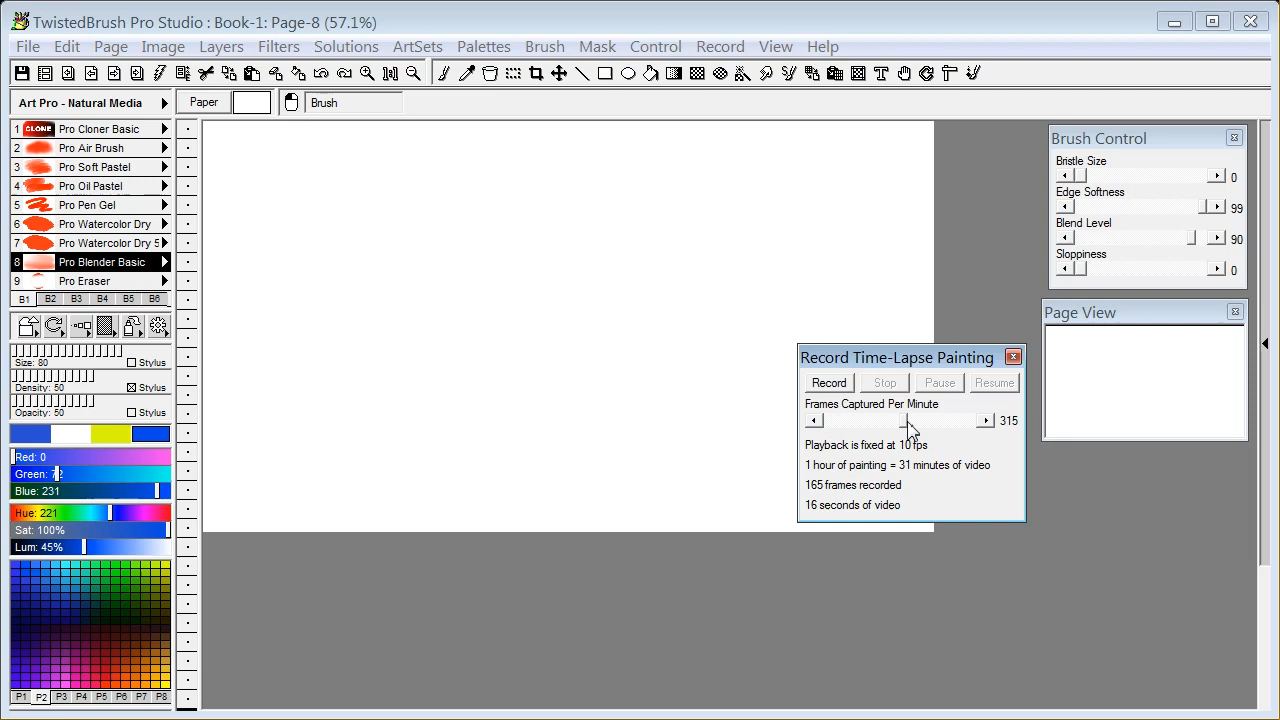 TwistedBrush Pro Studio : Book-1: Page-8 (57.1%)
File Edit Page Image Layers Filters Solutions ArtSets Palettes Brush Mask Control Record View Help
Art Pro - Natural Media
Paper
Brush
1 CLONE Pro Cloner Basic
2 Pro Air Brush
3 Pro Soft Pastel
4 Pro Oil Pastel
5 Pro Pen Gel
6 Pro Watercolor Dry
7 Pro Watercolor Dry 5
8 Pro Blender Basic
9 Pro Eraser
B1 B2 B3 B4 B5 B6
Size: 80 Stylus
Density: 50 Stylus
Opacity: 50 Stylus
Red: 0
Green: 72
Blue: 231
Hue: 221
Sat: 100%
Lum: 45%
P1 P2 P3 P4 P5 P6 P7 P8
Brush Control
Bristle Size
0
Edge Softness
99
Blend Level
90
Sloppiness
0
Page View
Record Time-Lapse Painting
Record Stop Pause Resume
Frames Captured Per Minute
315
Playback is fixed at 10 fps
1 hour of painting = 31 minutes of video
165 frames recorded
16 seconds of video